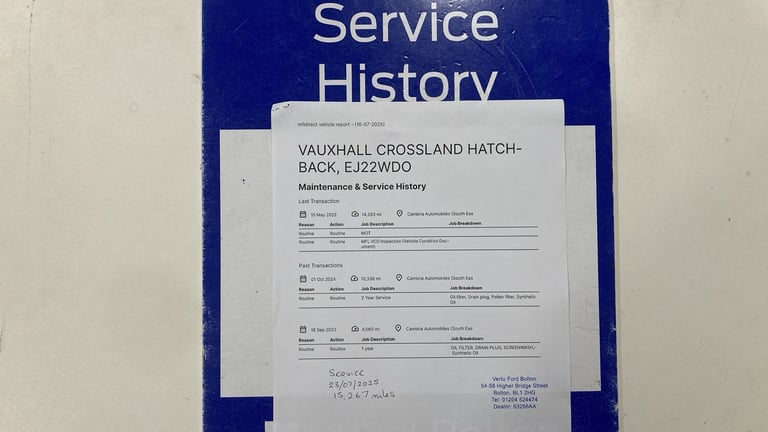 Service
History
mfldirect vehicle report - (16-07-2025)
VAUXHALL CROSSLAND HATCH-
BACK, EJ22WDO
Maintenance & Service History
Last Transaction
15 May 2025 14,293 mi Cambria Automobiles (South Eas
Reason Action Job Description Job Breakdown
Routine Routine MOT
Routine Routine MFL VCD Inspection (Vehicle Condition Doc-
ument)
Past Transactions
01 Oct 2024 10,336 mi Cambria Automobiles (South Eas
Reason Action Job Description Job Breakdown
Routine Routine 2 Year Service Oil filter, Drain plug, Pollen filter, Synthetic
Oil
18 Sep 2023 4,060 mi Cambria Automobiles (South Eas
Reason Action Job Description Job Breakdown
Routine Routine 1 year OIL FILTER, DRAIN PLUG, SCREENWASH, -
Synthetic Oil
SERVICE
23/07/2025
15,267 miles
Vertu Ford Bolton
54-56 Higher Bridge Street
Bolton, BL1 2HG
Tel: 01204 524474
Dealer: 63266AA